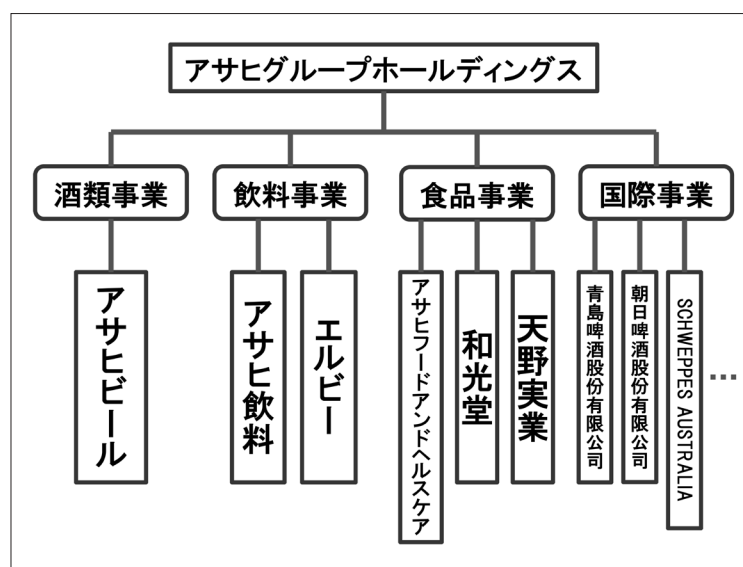 アサヒグループホールディングス
酒類事業
飲料事業
食品事業
国際事業
アサヒビール
アサヒ飲料
エルビー
アサヒフードアンドヘルスケア
和光堂
天野実業
青島啤酒股份有限公司
朝日啤酒股份有限公司
SCHWEPPES AUSTRALIA
…